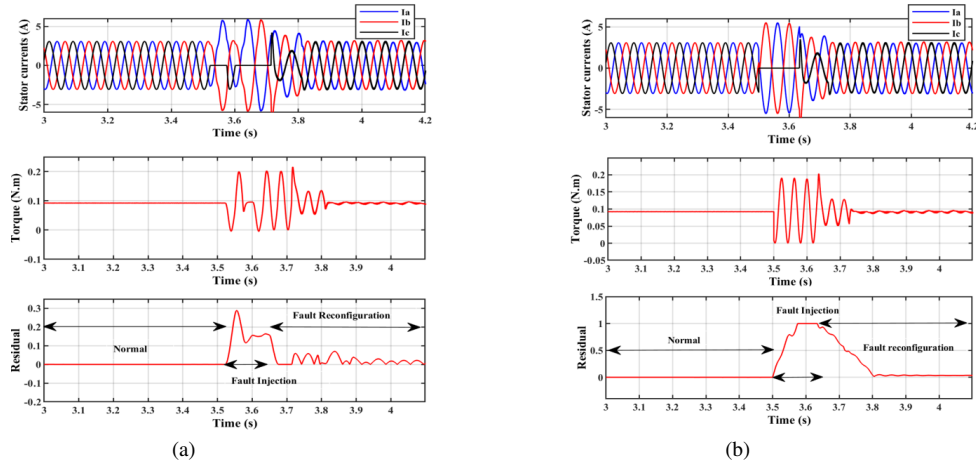 Stator currents (A)
5
0
-5
Ia
Ib
Ic
3 3.2 3.4 3.6 3.8 4 4.2
Time (s)
Torque (N.m)
0.2
0.1
0
-0.1
3 3.1 3.2 3.3 3.4 3.5 3.6 3.7 3.8 3.9 4
Time (s)
Residual
0.3
0.2
0.1
0
-0.1
-0.2
Fault Reconfiguration
Normal
Fault Injection
3 3.1 3.2 3.3 3.4 3.5 3.6 3.7 3.8 3.9 4
Time (s)
(a)
Stator currents (A)
5
0
-5
Ia
Ib
Ic
3 3.2 3.4 3.6 3.8 4 4.2
Time (s)
Torque (N.m)
0.2
0.15
0.1
0.05
0
-0.05
3 3.1 3.2 3.3 3.4 3.5 3.6 3.7 3.8 3.9 4
Time (s)
Residual
1.5
1
0.5
0
Fault Injection
Normal
Fault reconfiguration
3 3.1 3.2 3.3 3.4 3.5 3.6 3.7 3.8 3.9 4
Time (s)
(b)